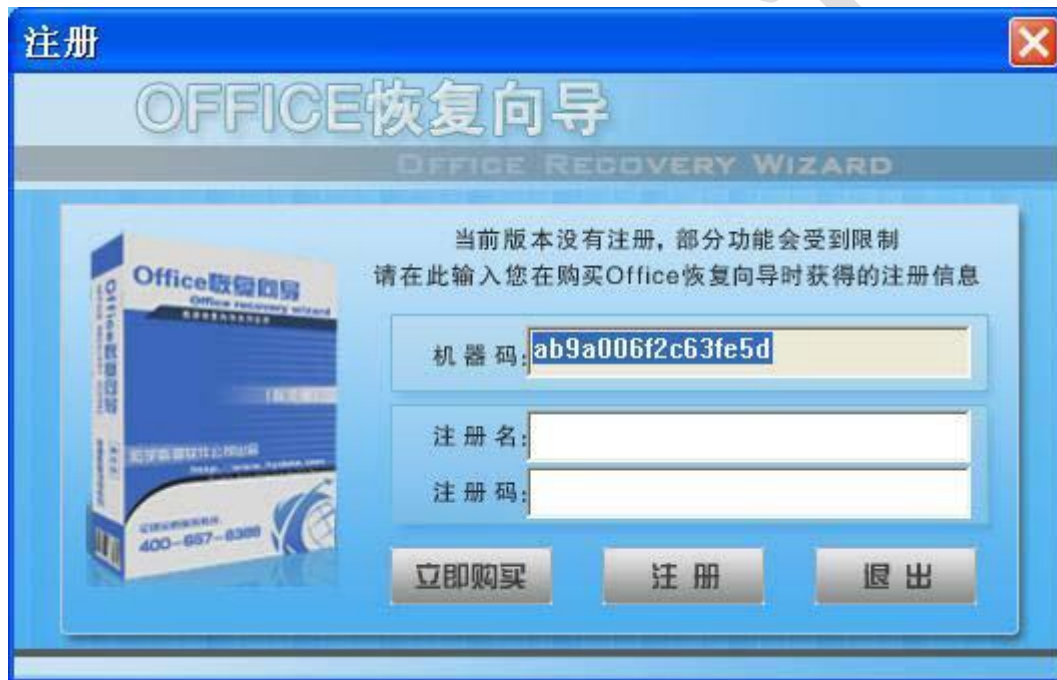 注册
OFFICE恢复向导
OFFICE RECOVERY WIZARD
当前版本没有注册，部分功能会受到限制
请在此输入您在购买Office恢复向导时获得的注册信息
Office恢复向导
Office recovery wizard
机器码：ab9a006f2c63fe5d
注册名：
注册码：
400-657-8388
立即购买
注册
退出